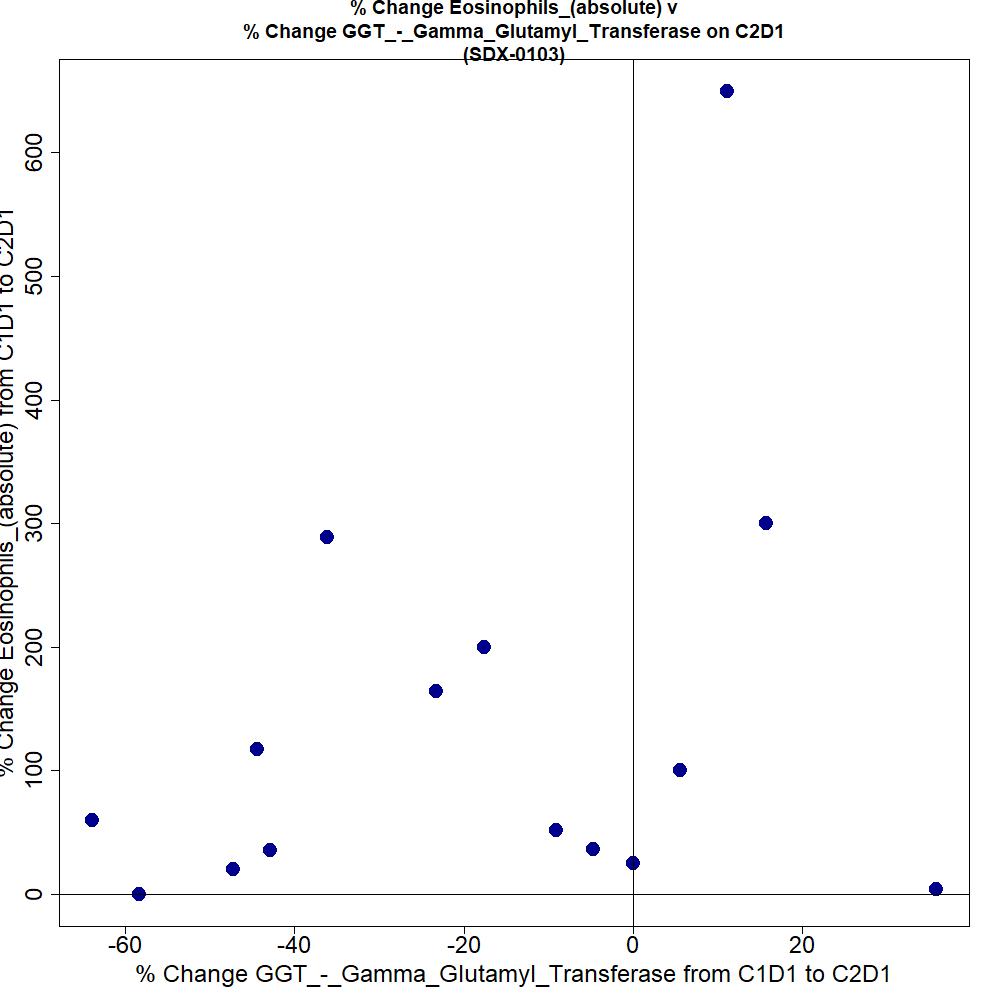 % Change Eosinophils_(absolute) v
% Change GGT_-_Gamma_Glutamyl_Transferase on C2D1
(SDX-0103)
% Change Eosinophils_(absolute) from C1D1 to C2D1
600
500
400
300
200
100
0
-60
-40
-20
0
20
% Change GGT_-_Gamma_Glutamyl_Transferase from C1D1 to C2D1